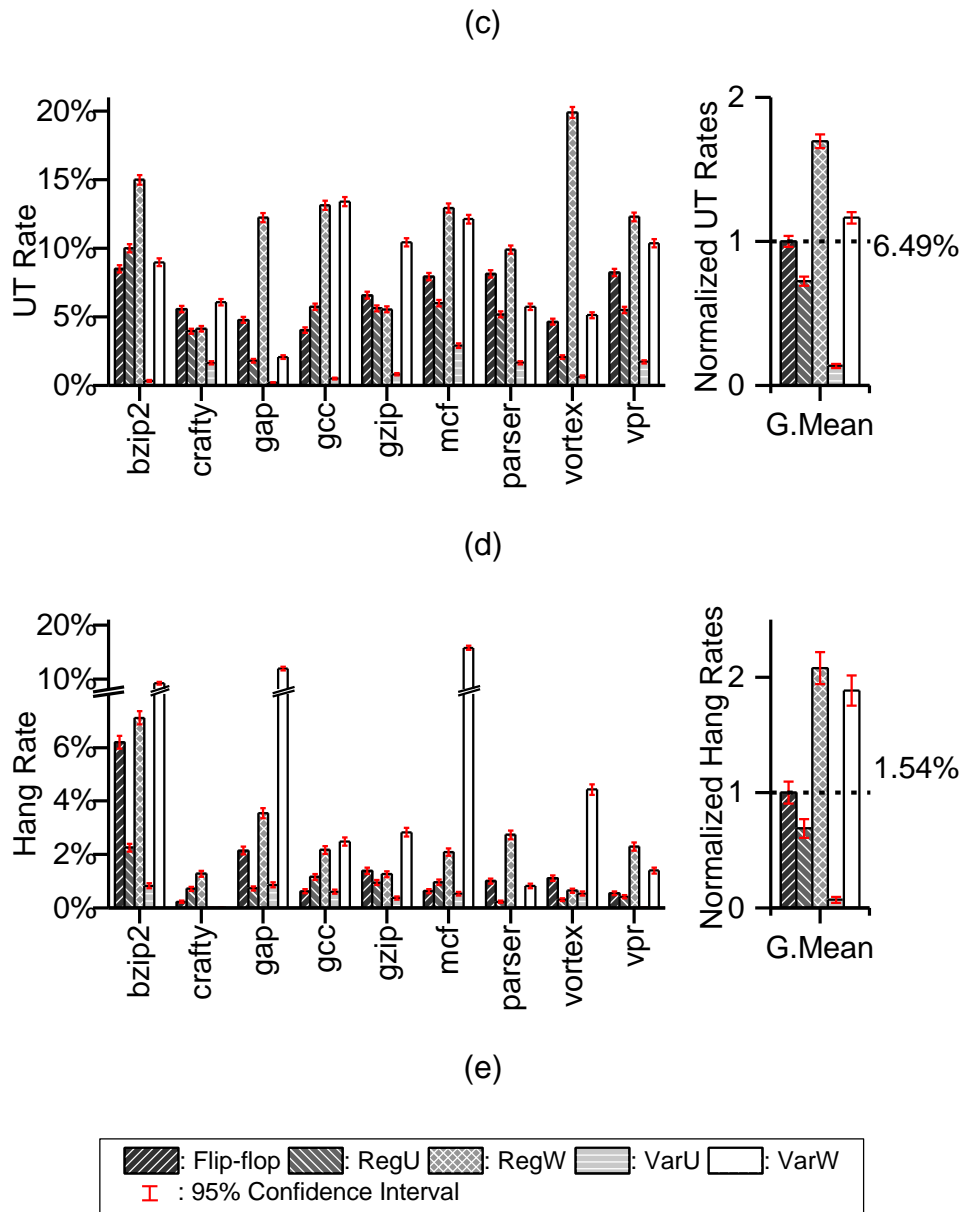 (c)
20%
15%
10%
5%
0%
UT Rate
bzip2
crafty
gap
gcc
gzip
mcf
parser
vortex
vpr
2
1
0
Normalized UT Rates
6.49%
G.Mean
(d)
20%
10%
6%
4%
2%
0%
Hang Rate
bzip2
crafty
gap
gcc
gzip
mcf
parser
vortex
vpr
2
1
0
Normalized Hang Rates
1.54%
G.Mean
(e)
: Flip-flop : RegU : RegW : VarU : VarW
: 95% Confidence Interval